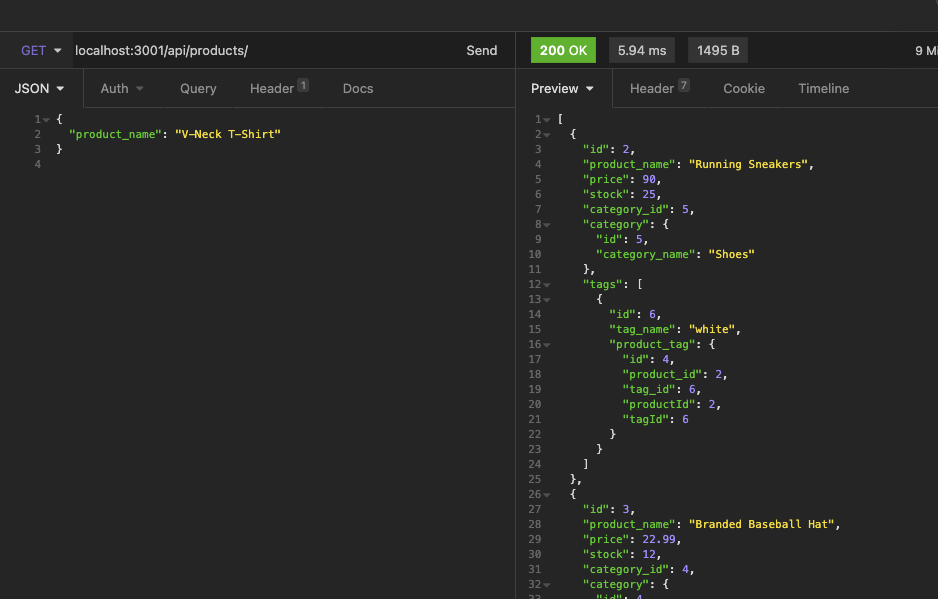 GET localhost:3001/api/products/ Send 200 OK 5.94 ms 1495 B 9
JSON Auth Query Header 1 Docs Preview Header 7 Cookie Timeline
1 {
2 "product_name": "V-Neck T-Shirt"
3 }
4
1 [
2 {
3 "id": 2,
4 "product_name": "Running Sneakers",
5 "price": 90,
6 "stock": 25,
7 "category_id": 5,
8 "category": {
9 "id": 5,
10 "category_name": "Shoes"
11 },
12 "tags": [
13 {
14 "id": 6,
15 "tag_name": "white",
16 "product_tag": {
17 "id": 4,
18 "product_id": 2,
19 "tag_id": 6,
20 "productId": 2,
21 "tagId": 6
22 }
23 }
24 ]
25 },
26 {
27 "id": 3,
28 "product_name": "Branded Baseball Hat",
29 "price": 22.99,
30 "stock": 12,
31 "category_id": 4,
32 "category": {
33 "id": 4